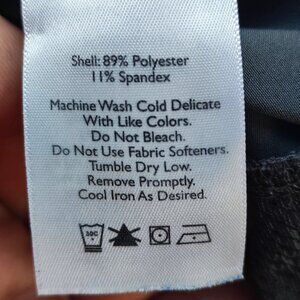 Shell: 89% Polyester
11% Spandex
Machine Wash Cold Delicate
With Like Colors.
Do Not Bleach.
Do Not Use Fabric Softeners.
Tumble Dry Low.
Remove Promptly.
Cool Iron As Desired.
30C